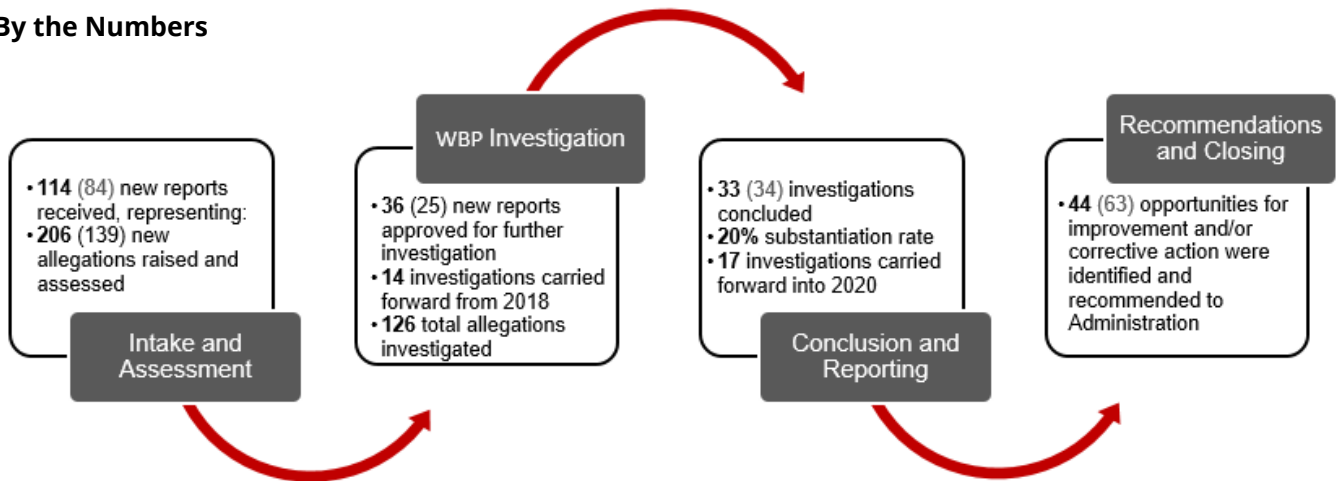 By the Numbers
• 114 (84) new reports
received, representing:
• 206 (139) new
allegations raised and
assessed
Intake and
Assessment
WBP Investigation
• 36 (25) new reports
approved for further
investigation
• 14 investigations carried
forward from 2018
• 126 total allegations
investigated
• 33 (34) investigations
concluded
• 20% substantiation rate
• 17 investigations carried
forward into 2020
Conclusion and
Reporting
Recommendations
and Closing
• 44 (63) opportunities for
improvement and/or
corrective action were
identified and
recommended to
Administration